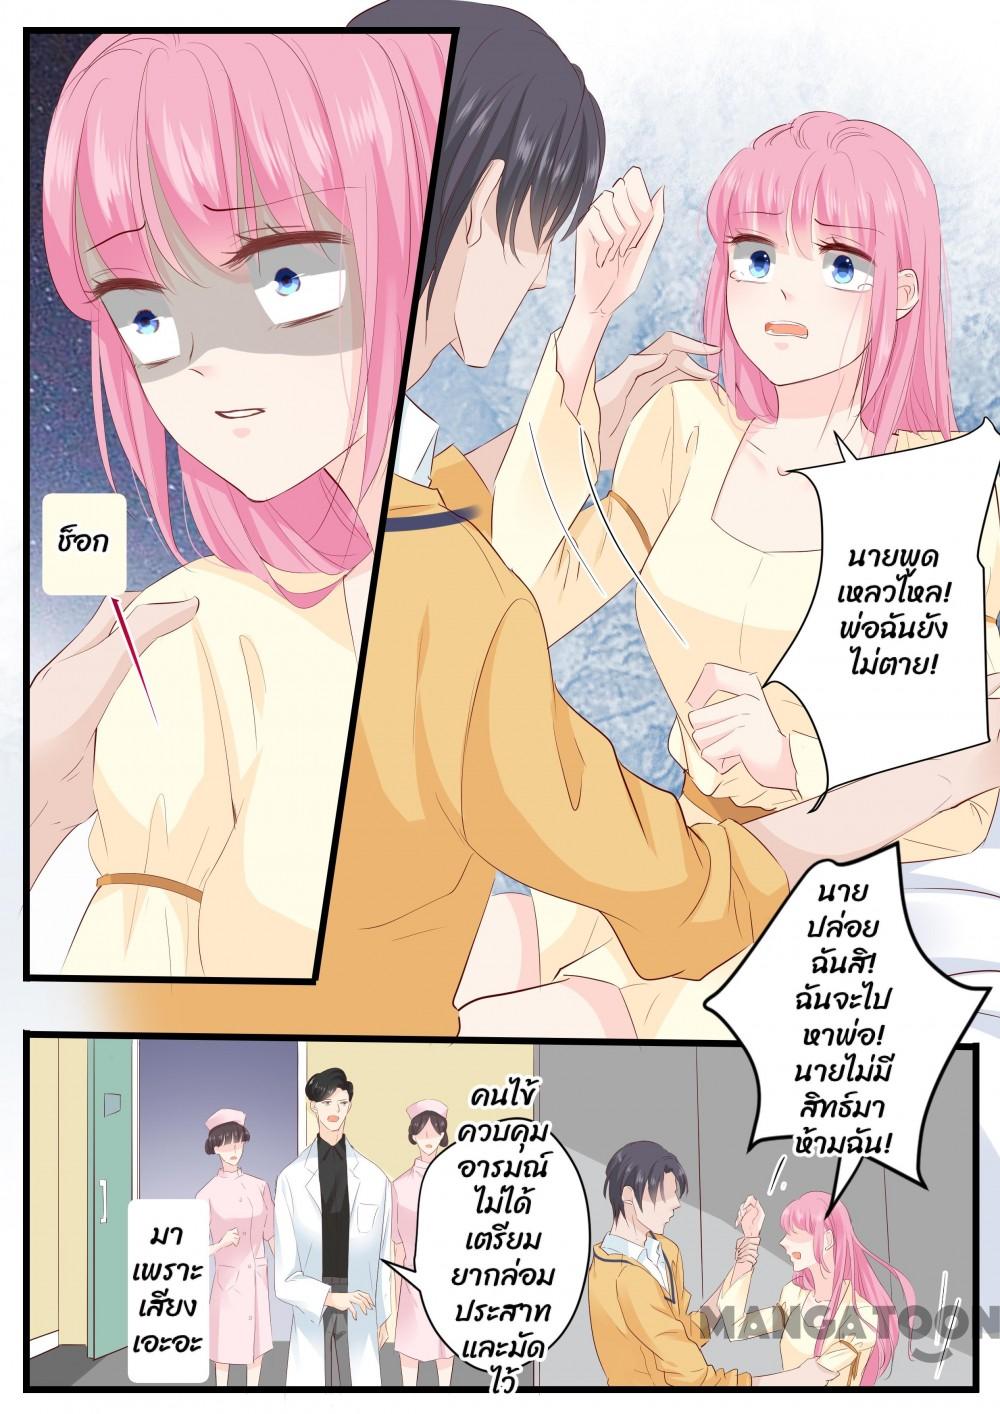 ช็อก
นายพูด
เหลวไหล!
พ่อฉันยัง
ไม่ตาย!
นาย
ปล่อย
ฉันสิ!
ฉันจะไป
หาพ่อ!
นายไม่มี
สิทธ์มา
ห้ามฉัน!
มา
เพราะ
เสียง
เอะอะ
คนไข้
ควบคุม
อารมณ์
ไม่ได้
เตรียม
ยากล่อม
ประสาท
และมัด
ไว้
MANGATOON